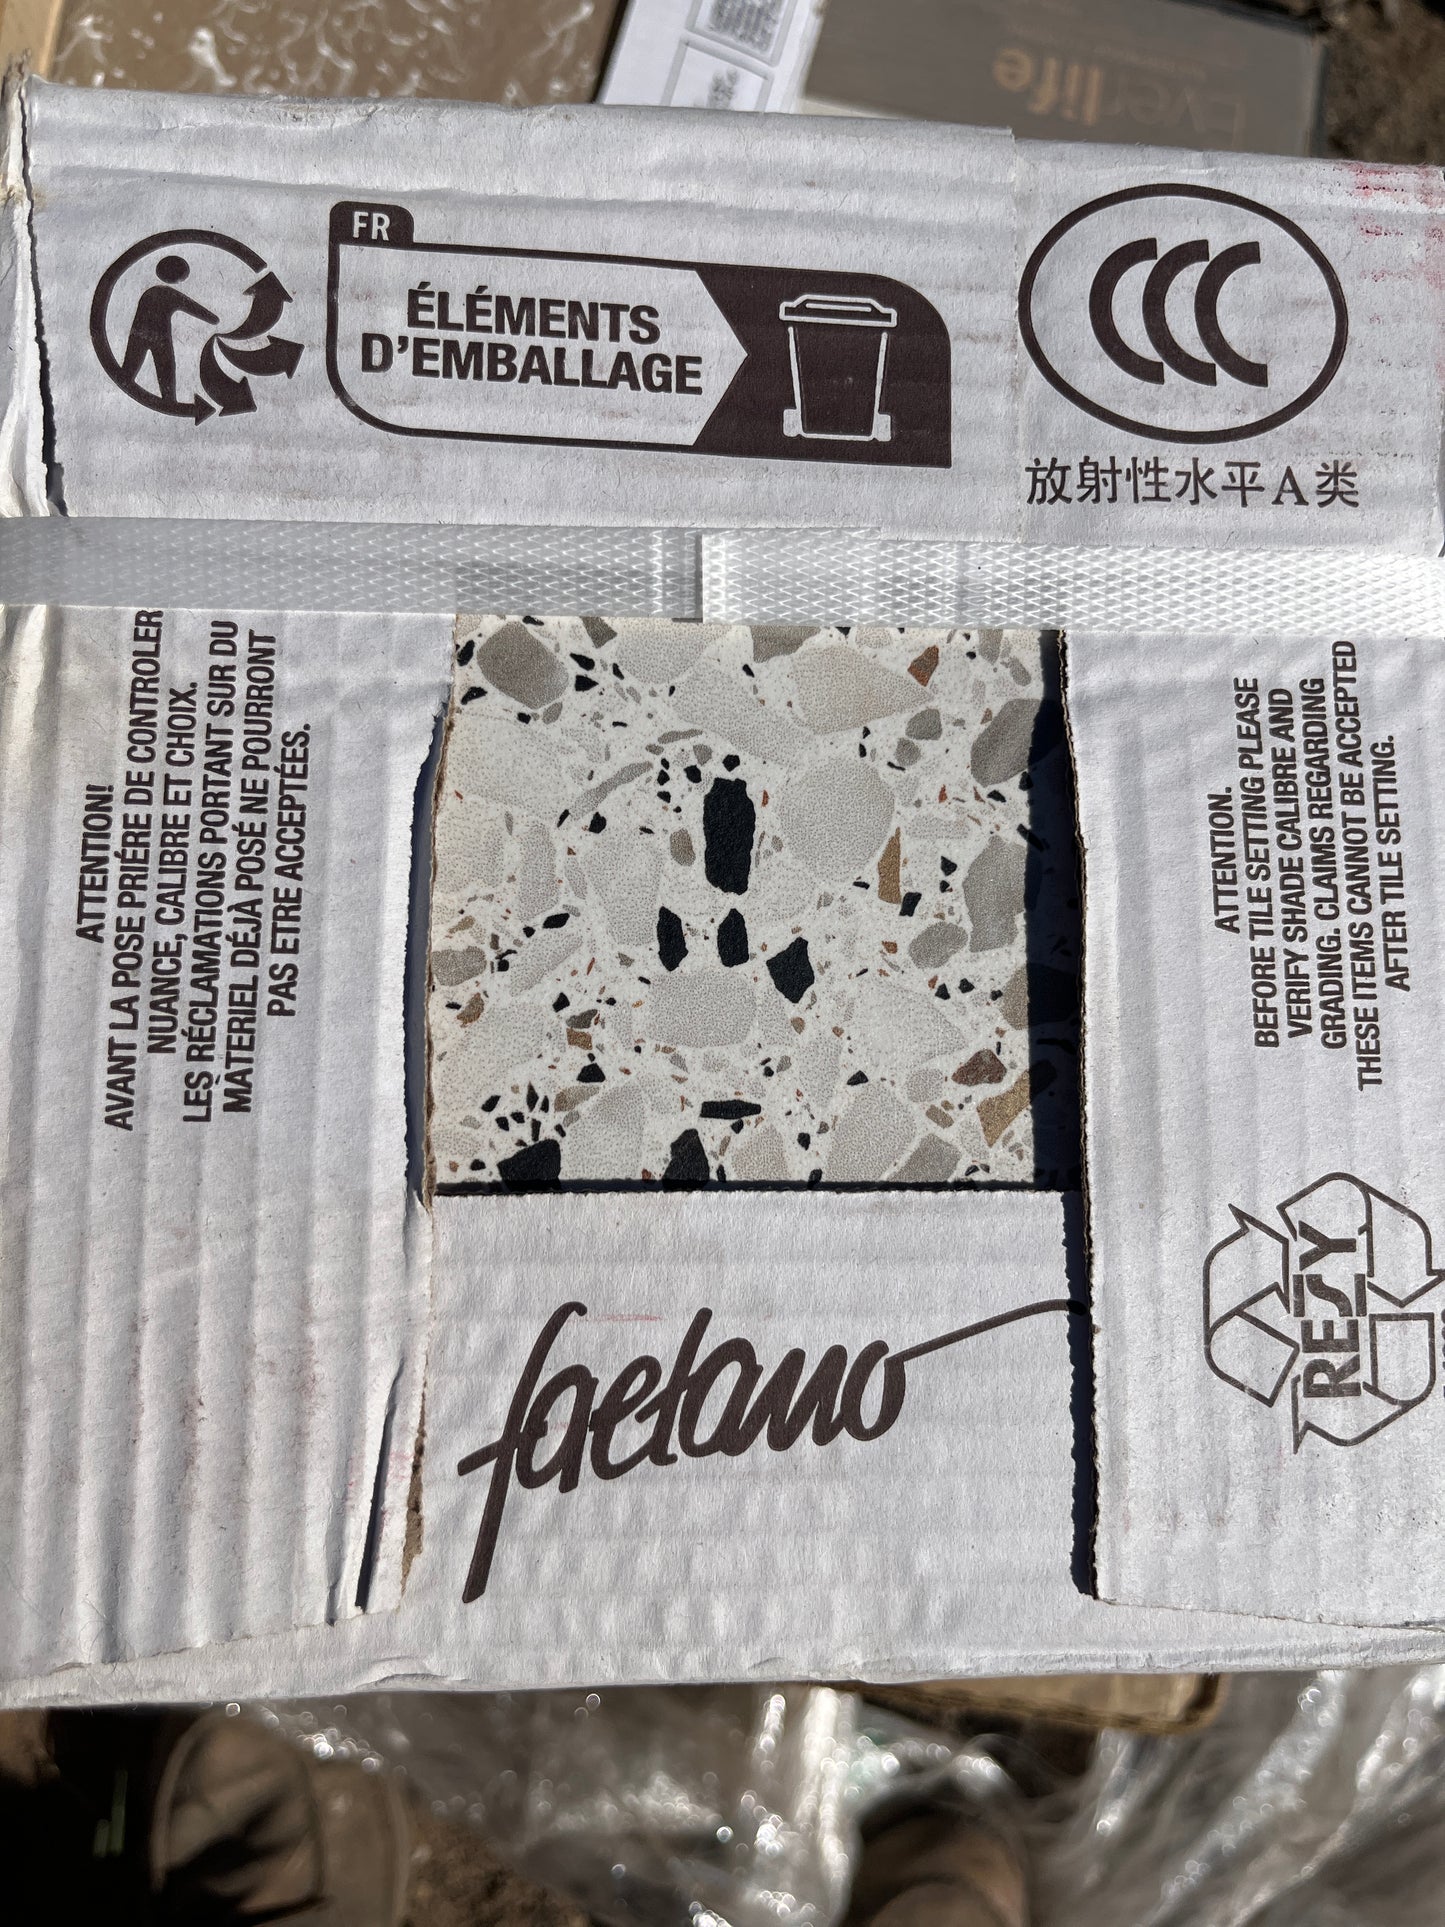 Everlife
FR
ÉLÉMENTS
D'EMBALLAGE
CCC
放射性水平A类
ATTENTION!
AVANT LA POSE PRIÉRE DE CONTROLER
NUANCE, CALIBRE ET CHOIX.
LES RÉCLAMATIONS PORTANT SUR DU
MATERIEL DÉJÀ POSÉ NE POURRONT
PAS ETRE ACCEPTÉES.
ATTENTION.
BEFORE TILE SETTING PLEASE
VERIFY SHADE CALIBRE AND
GRADING. CLAIMS REGARDING
THESE ITEMS CANNOT BE ACCEPTED
AFTER TILE SETTING.
RESY
faetano